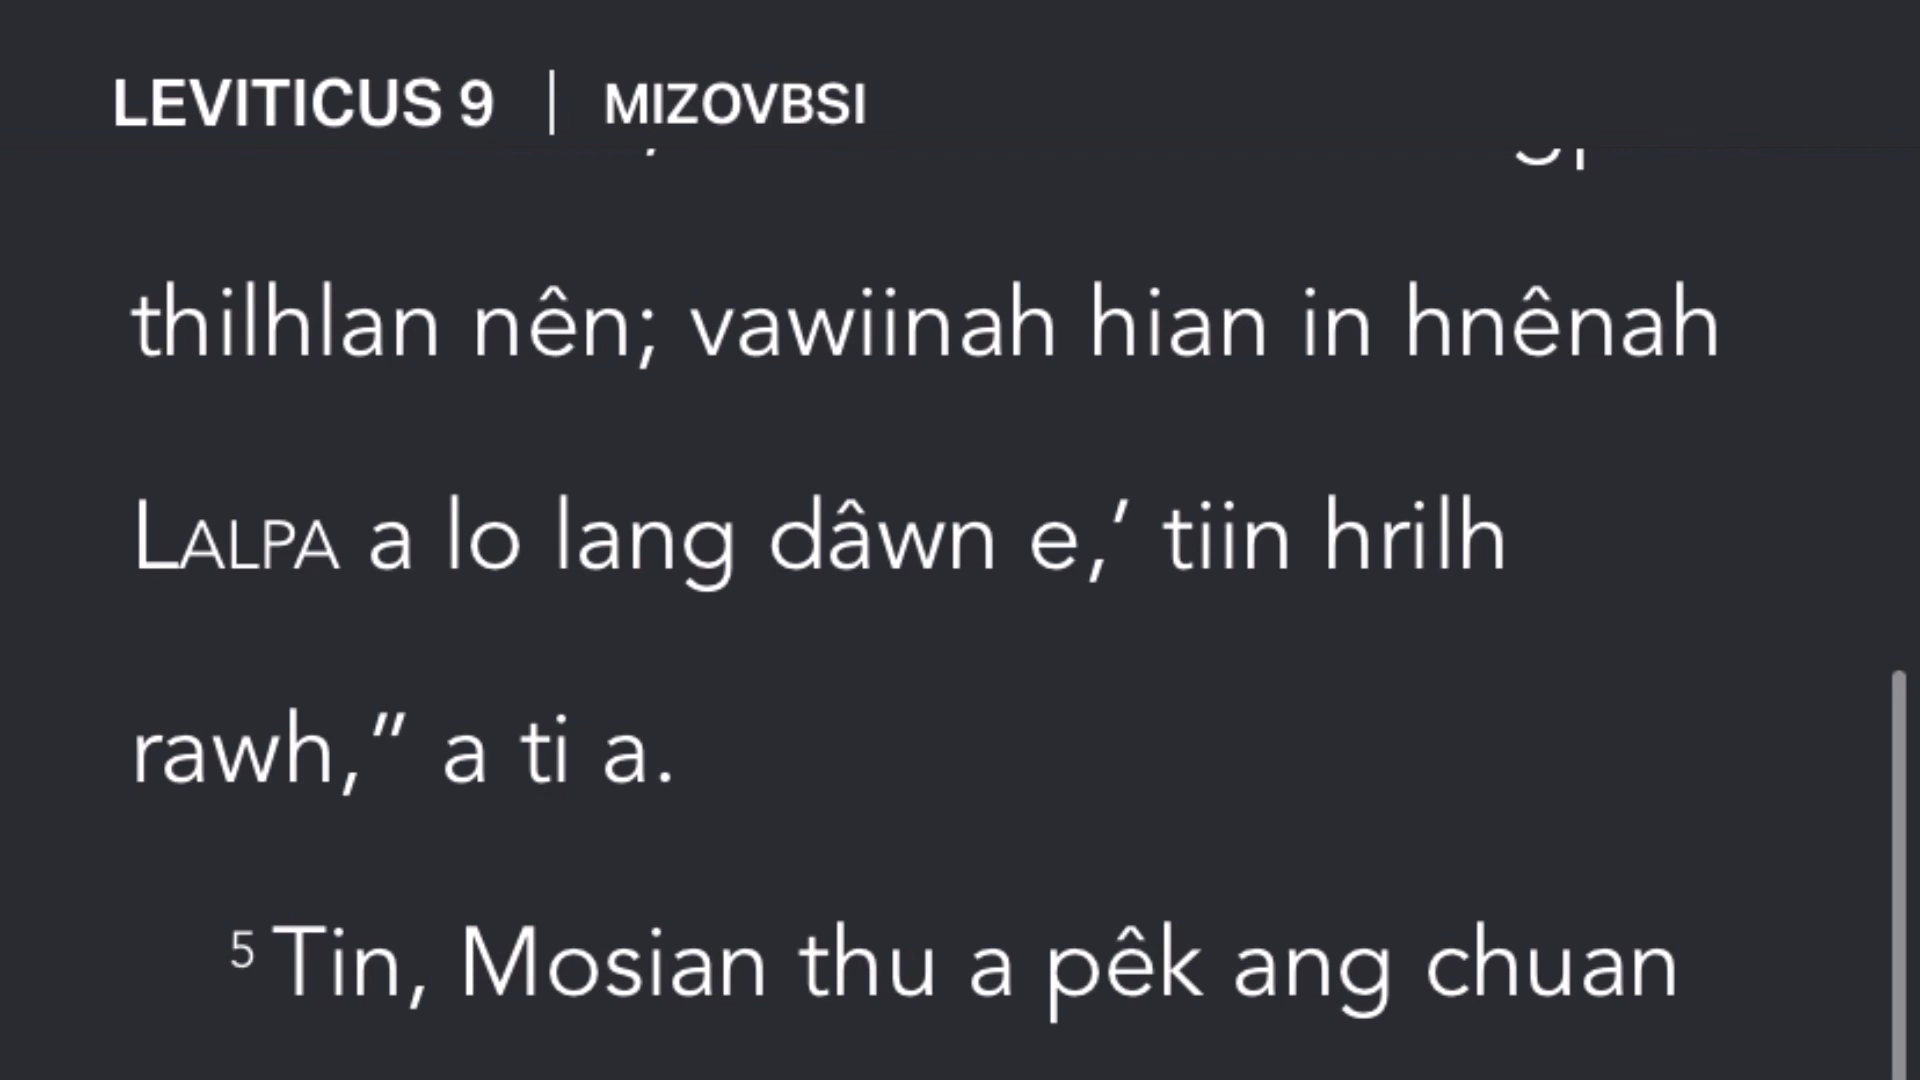 LEVITICUS 9 | MIZOVBSI
thilhlan nên; vawiinah hian in hnênah
LALPA a lo lang dâwn e,’ tiin hrilh
rawh,” a ti a.
5 Tin, Mosian thu a pêk ang chuan